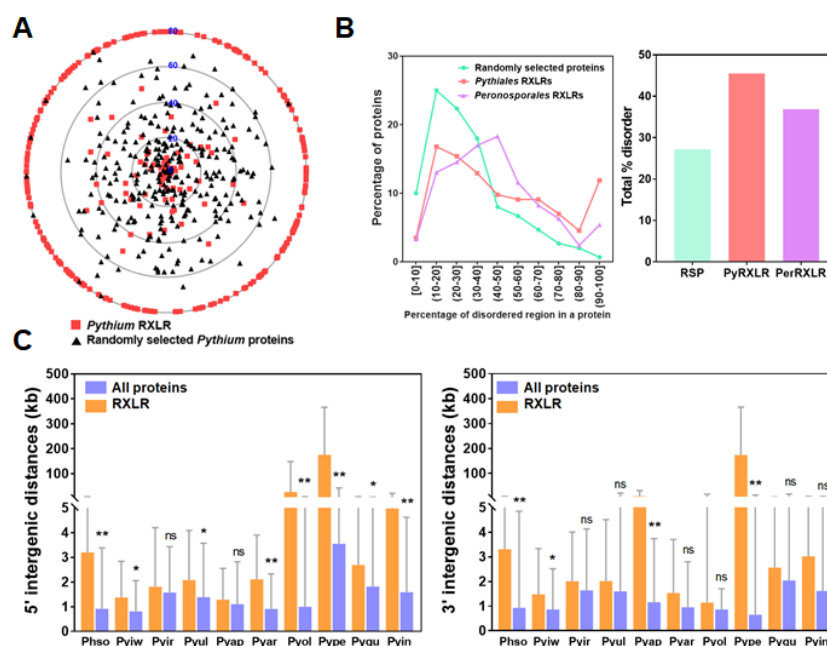 A
80
60
40
20
0
Pythium RXLR
Randomly selected Pythium proteins
B
Percentage of proteins
30
20
10
0
Randomly selected proteins
Pythiales RXLRs
Peronosporales RXLRs
[0-10]
(10-20]
(20-30]
(30-40]
(40-50]
(50-60]
(60-70]
(70-80]
(80-90]
(90-100]
Percentage of disordered region in a protein
Total % disorder
50
40
30
20
10
0
RSP PyRXLR PerRXLR
C
5' intergenic distances (kb)
500
400
300
200
100
5
4
3
2
1
0
All proteins
RXLR
** * ns * ns ** ** ** * **
Phso Pyiw Pyir Pyul Pyap Pyar Pyol Pype Pygu Pyin
3' intergenic distances (kb)
500
400
300
200
100
5
4
3
2
1
0
All proteins
RXLR
** * ns ns ** ns ns ** ns ns
Phso Pyiw Pyir Pyul Pyap Pyar Pyol Pype Pygu Pyin